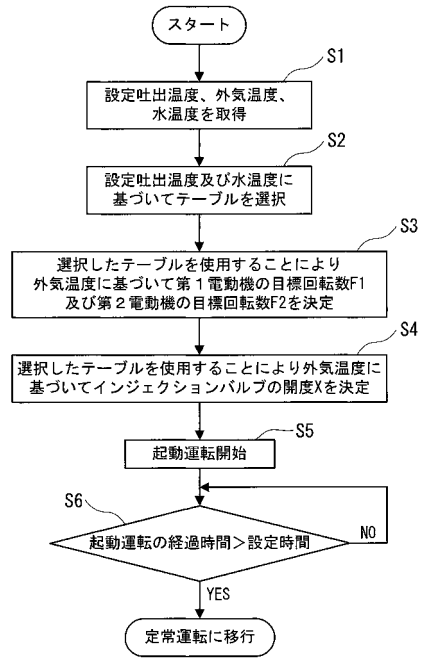 スタート
S1
設定吐出温度、外気温度、
水温度を取得
S2
設定吐出温度及び水温度に
基づいてテーブルを選択
S3
選択したテーブルを使用することにより
外気温度に基づいて第１電動機の目標回転数F1
及び第２電動機の目標回転数F2を決定
S4
選択したテーブルを使用することにより外気温度に
基づいてインジェクションバルブの開度Xを決定
S5
起動運転開始
S6
起動運転の経過時間＞設定時間
NO
YES
定常運転に移行